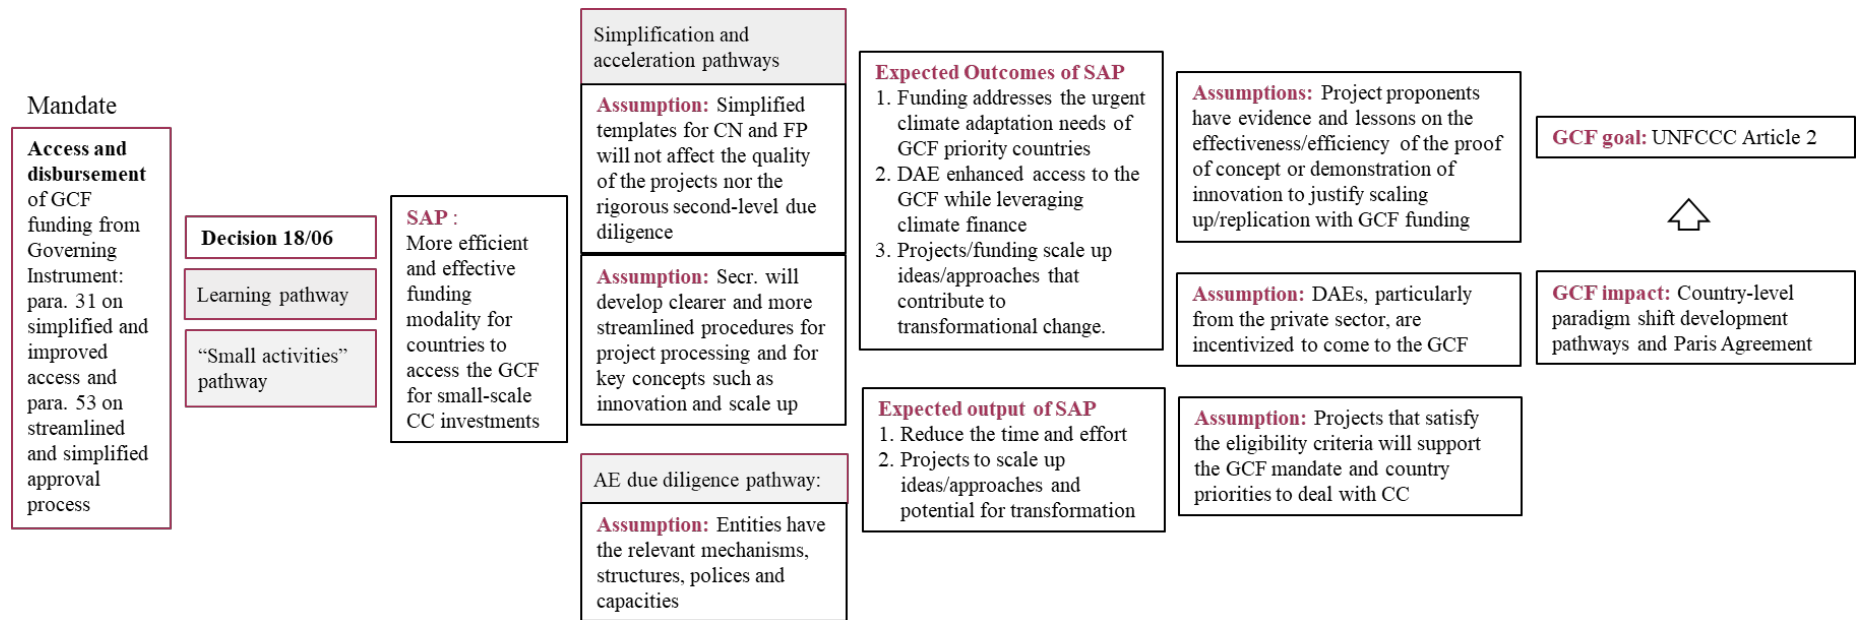 Mandate
Access and
disbursement
of GCF
funding from
Governing
Instrument:
para. 31 on
simplified and
improved
access and
para. 53 on
streamlined
and simplified
approval
process
Decision 18/06
Learning pathway
“Small activities”
pathway
SAP :
More efficient
and effective
funding
modality for
countries to
access the GCF
for small-scale
CC investments
Simplification and
acceleration pathways
Assumption: Simplified
templates for CN and FP
will not affect the quality
of the projects nor the
rigorous second-level due
diligence
Assumption: Secr. will
develop clearer and more
streamlined procedures for
project processing and for
key concepts such as
innovation and scale up
AE due diligence pathway:
Assumption: Entities have
the relevant mechanisms,
structures, polices and
capacities
Expected Outcomes of SAP
1. Funding addresses the urgent
climate adaptation needs of
GCF priority countries
2. DAE enhanced access to the
GCF while leveraging
climate finance
3. Projects/funding scale up
ideas/approaches that
contribute to
transformational change.
Expected output of SAP
1. Reduce the time and effort
2. Projects to scale up
ideas/approaches and
potential for transformation
Assumptions: Project proponents
have evidence and lessons on the
effectiveness/efficiency of the proof
of concept or demonstration of
innovation to justify scaling
up/replication with GCF funding
Assumption: DAEs, particularly
from the private sector, are
incentivized to come to the GCF
Assumption: Projects that satisfy
the eligibility criteria will support
the GCF mandate and country
priorities to deal with CC
GCF goal: UNFCCC Article 2
GCF impact: Country-level
paradigm shift development
pathways and Paris Agreement